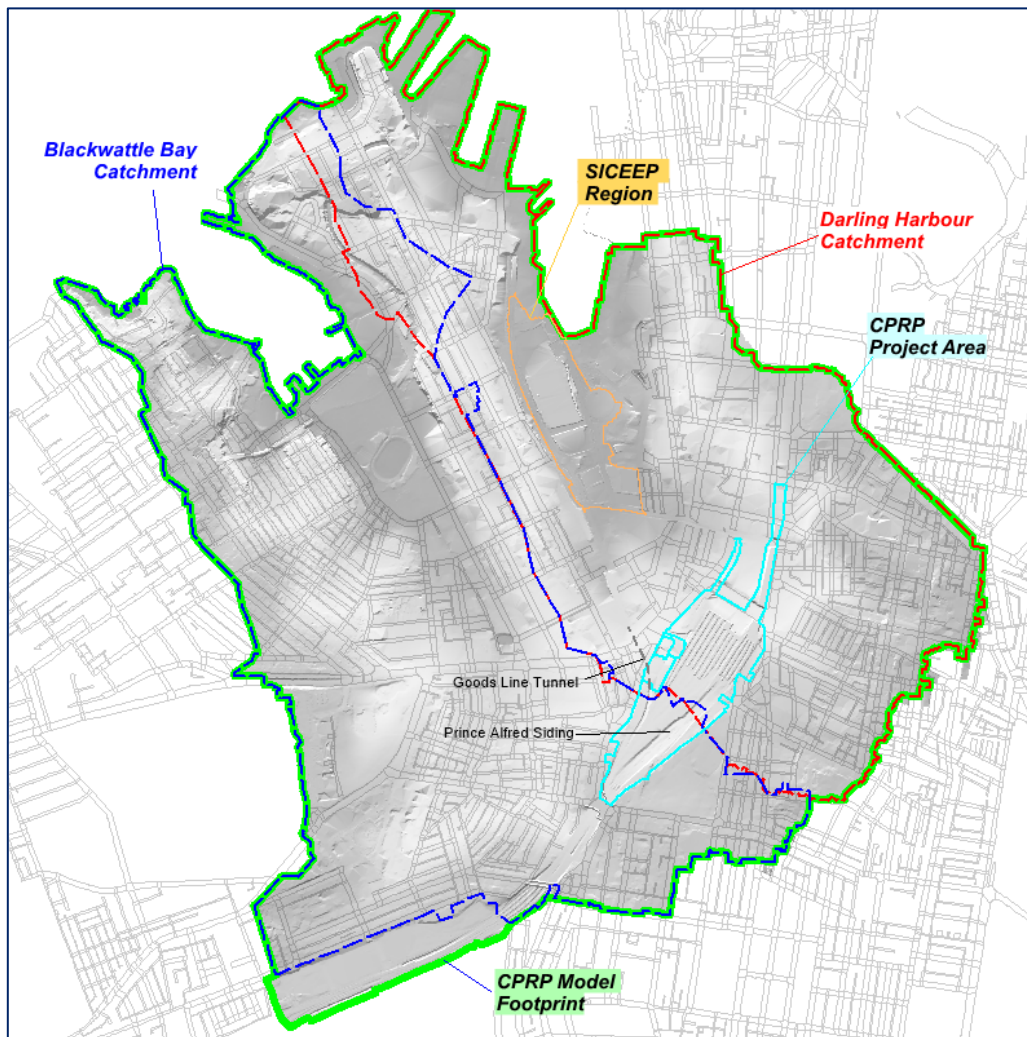 Blackwattle Bay
Catchment
SICEEP
Region
Darling Harbour
Catchment
CPRP
Project Area
Goods Line Tunnel
Prince Alfred Siding
CPRP Model
Footprint